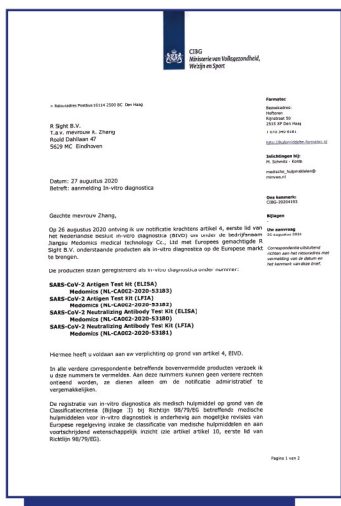 CIBG
Ministerie van Volksgezondheid,
Welzijn en Sport
> Retouradres Postbus 16114 2500 BC Den Haag
R Sight B.V.
T.a.v. mevrouw R. Zhang
Roald Dahllaan 47
5629 MC Eindhoven
Datum: 27 augustus 2020
Betreft: aanmelding In-vitro diagnostica
Geachte mevrouw Zhang,
Op 26 augustus 2020 ontving ik uw notificatie krachtens artikel 4, eerste lid van
het Nederlandse besluit in-vitro diagnostica (BIVD) om onder de bedrijfsnaam
Jiangsu Medomics medical technology Co., Ltd met Europees gemachtigde R
Sight B.V. onderstaande producten als in-vitro diagnostica op de Europese markt
te brengen.
De producten staan geregistreerd als in-vitro diagnostica onder nummer:
SARS-CoV-2 Antigen Test kit (ELISA)
Medomics (NL-CA002-2020-53183)
SARS-CoV-2 Antigen Test Kit (LFIA)
Medomics (NL-CA002-2020-53182)
SARS-CoV-2 Neutralizing Antibody Test Kit (ELISA)
Medomics (NL-CA002-2020-53180)
SARS-CoV-2 Neutralizing Antibody Test Kit (LFIA)
Medomics (NL-CA002-2020-53181)
Hiermee heeft u voldaan aan uw verplichting op grond van artikel 4, BIVD.
In alle verdere correspondentie betreffende bovenvermelde producten verzoek ik
u deze nummers te vermelden. Aan deze nummers kunnen geen verdere rechten
ontleend worden, ze dienen alleen om de notificatie administratief te
vergemakkelijken.
De registratie van in-vitro diagnostica als medisch hulpmiddel op grond van de
Classificatiecriteria (Bijlage II) bij Richtlijn 98/79/EG betreffende medische
hulpmiddelen voor in-vitro diagnostiek is onderhevig aan mogelijke revisies van
Europese regelgeving inzake de classificatie van medische hulpmiddelen en aan
voortschrijdend wetenschappelijk inzicht (zie artikel artikel 10, eerste lid van
Richtlijn 98/79/EG).
Farmatec
Bezoekadres:
Hoftoren
Rijnstraat 50
2515 XP Den Haag
T 070 340 6161
http://hulpmiddelen.farmatec.nl
Inlichtingen bij:
medische_hulpmiddelen@
minvws.nl
Ons kenmerk:
Bijlagen
-
Uw aanvraag
26 augustus 2020
Correspondentie uitsluitend
richten aan het retouradres met
vermelding van de datum en
het kenmerk van deze brief.
Pagina 1 van 2